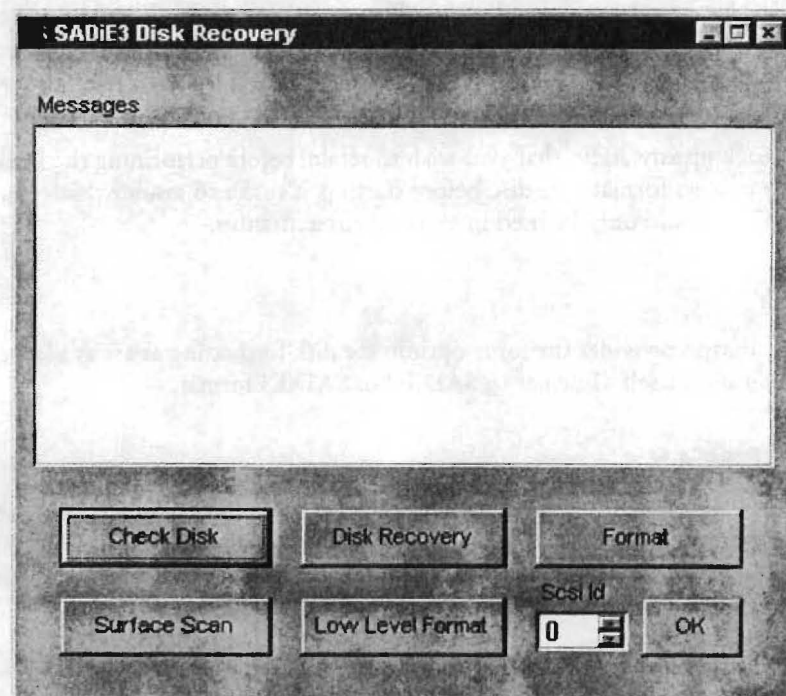 SADiE3 Disk Recovery
Messages
Check Disk
Disk Recovery
Format
Surface Scan
Low Level Format
Scsi Id
0
OK